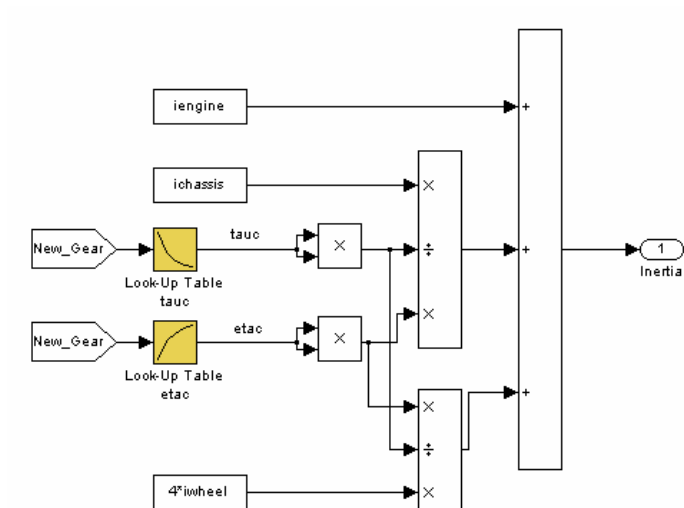 iengine
+
ichassis
×
New_Gear
tauc
×
÷
+
1
Inertia
Look-Up Table
tauc
×
New_Gear
etac
×
Look-Up Table
etac
×
+
÷
4*iwheel
×